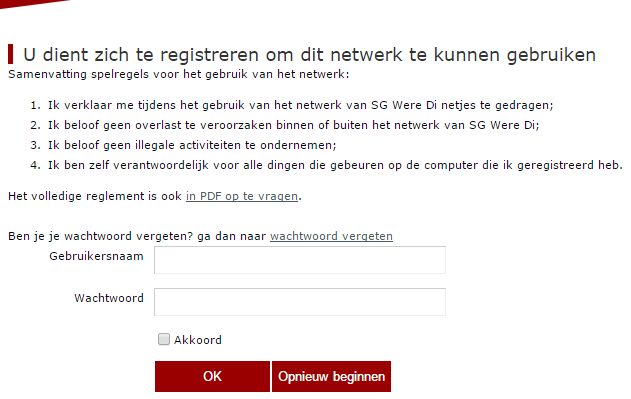 U dient zich te registreren om dit netwerk te kunnen gebruiken
Samenvatting spelregels voor het gebruik van het netwerk:
1. Ik verklaar me tijdens het gebruik van het netwerk van SG Were Di netjes te gedragen;
2. Ik beloof geen overlast te veroorzaken binnen of buiten het netwerk van SG Were Di;
3. Ik beloof geen illegale activiteiten te ondernemen;
4. Ik ben zelf verantwoordelijk voor alle dingen die gebeuren op de computer die ik geregistreerd heb.
Het volledige reglement is ook in PDF op te vragen.
Ben je je wachtwoord vergeten? ga dan naar wachtwoord vergeten
Gebruikersnaam
Wachtwoord
Akkoord
OK Opnieuw beginnen